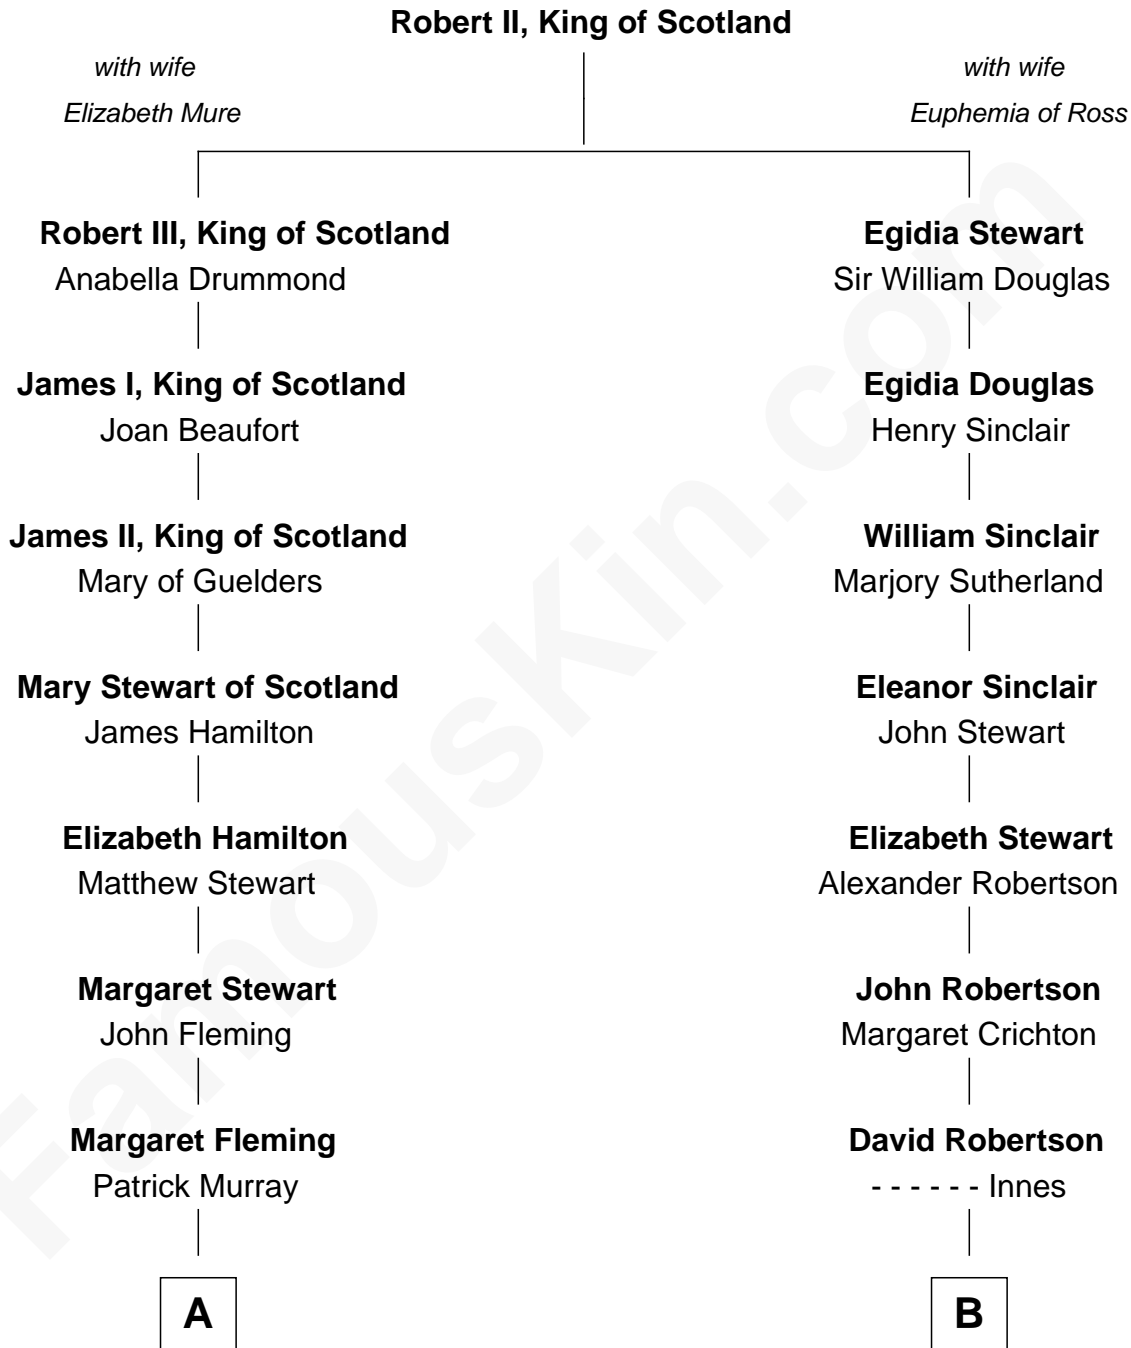 Robert II, King of Scotland
with wife
Elizabeth Mure
with wife
Euphemia of Ross
Robert III, King of Scotland
Anabella Drummond
Egidia Stewart
Sir William Douglas
James I, King of Scotland
Joan Beaufort
Egidia Douglas
Henry Sinclair
James II, King of Scotland
Mary of Guelders
William Sinclair
Marjory Sutherland
Mary Stewart of Scotland
James Hamilton
Eleanor Sinclair
John Stewart
Elizabeth Hamilton
Matthew Stewart
Elizabeth Stewart
Alexander Robertson
Margaret Stewart
John Fleming
John Robertson
Margaret Crichton
Margaret Fleming
Patrick Murray
David Robertson
- - - - - - Innes
A
B
FamousKin.com